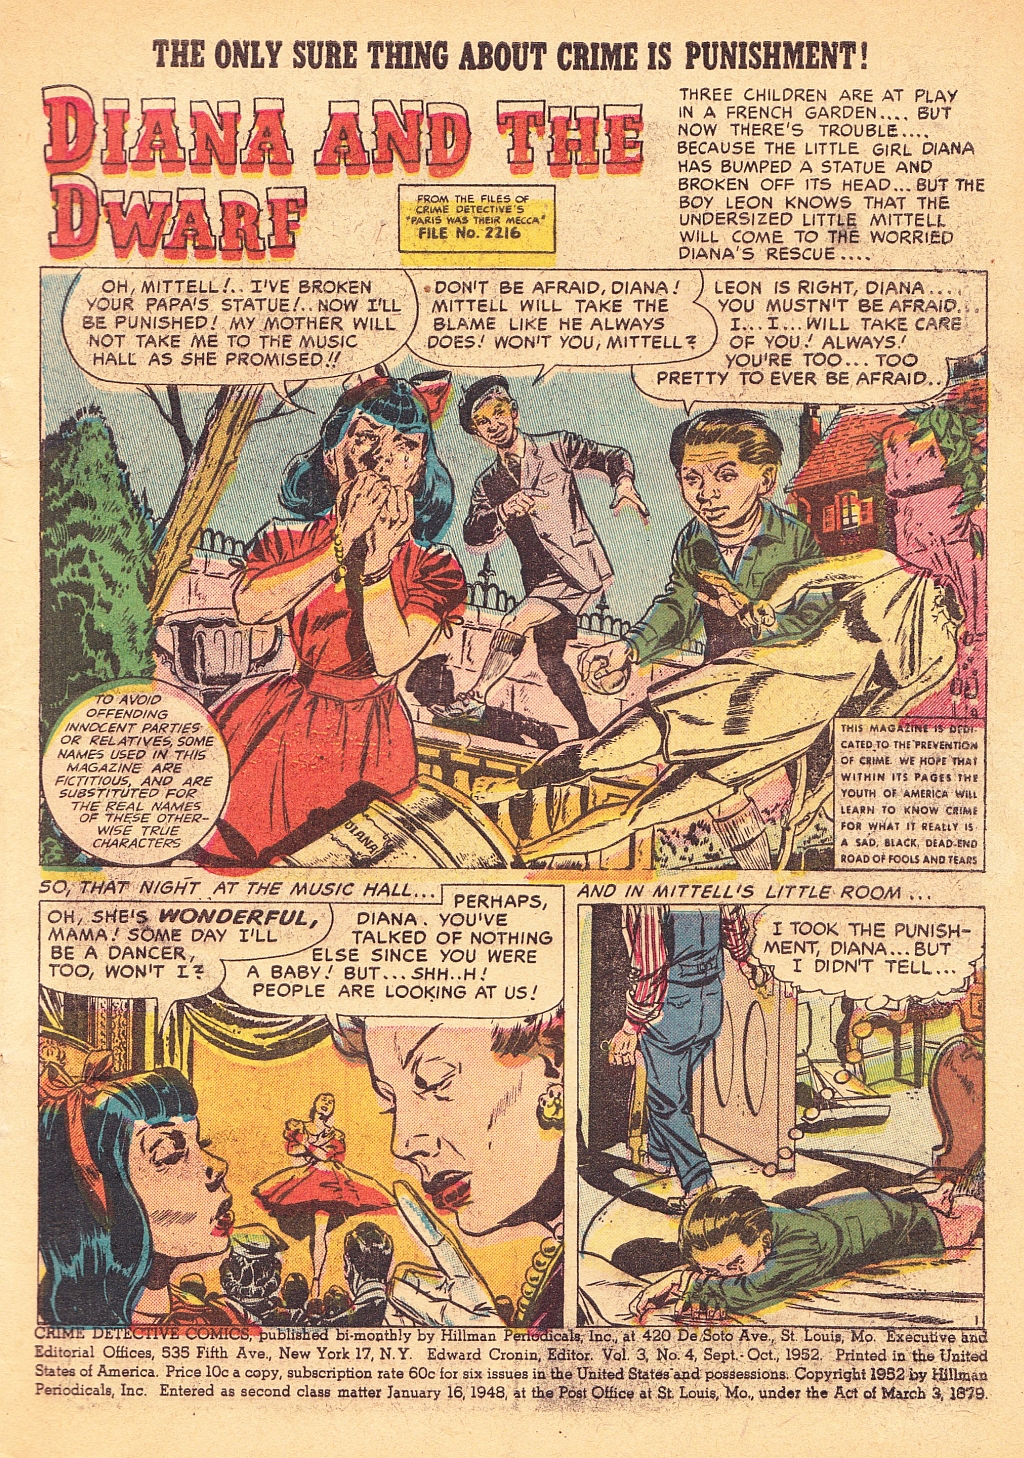 THE ONLY SURE THING ABOUT CRIME IS PUNISHMENT!
DIANA AND THE
DWARF
FROM THE FILES OF
CRIME DETECTIVE'S
"PARIS WAS THEIR MECCA"
FILE No. 2216
THREE CHILDREN ARE AT PLAY
IN A FRENCH GARDEN.... BUT
NOW THERE'S TROUBLE....
BECAUSE THE LITTLE GIRL DIANA
HAS BUMPED A STATUE AND
BROKEN OFF ITS HEAD... BUT THE
BOY LEON KNOWS THAT THE
UNDERSIZED LITTLE MITTELL
WILL COME TO THE WORRIED
DIANA'S RESCUE....
OH, MITTELL!.. I'VE BROKEN
YOUR PAPA'S STATUE!..NOW I'LL
BE PUNISHED! MY MOTHER WILL
NOT TAKE ME TO THE MUSIC
HALL AS SHE PROMISED!!
DON'T BE AFRAID, DIANA!
MITTELL WILL TAKE THE
BLAME LIKE HE ALWAYS
DOES! WON'T YOU, MITTELL?
LEON IS RIGHT, DIANA....
YOU MUSTN'T BE AFRAID...
I...I...WILL TAKE CARE
OF YOU! ALWAYS!
YOU'RE TOO... TOO
PRETTY TO EVER BE AFRAID..
TO AVOID
OFFENDING
INNOCENT PARTIES
OR RELATIVES, SOME
NAMES USED IN THIS
MAGAZINE ARE
FICTITIOUS, AND ARE
SUBSTITUTED FOR
THE REAL NAMES
OF THESE OTHER-
WISE TRUE
CHARACTERS
DIANA
THIS MAGAZINE IS DEDI-
CATED TO THE PREVENTION
OF CRIME. WE HOPE THAT
WITHIN ITS PAGES THE
YOUTH OF AMERICA WILL
LEARN TO KNOW CRIME
FOR WHAT IT REALLY IS:
A SAD, BLACK, DEAD-END
ROAD OF FOOLS AND TEARS
SO, THAT NIGHT AT THE MUSIC HALL...
OH, SHE'S WONDERFUL,
MAMA! SOME DAY I'LL
BE A DANCER,
TOO, WON'T I?
PERHAPS,
DIANA. YOU'VE
TALKED OF NOTHING
ELSE SINCE YOU WERE
A BABY! BUT...SHH..H!
PEOPLE ARE LOOKING AT US!
AND IN MITTELL'S LITTLE ROOM...
I TOOK THE PUNISH-
MENT, DIANA...BUT
I DIDN'T TELL...
1
CRIME DETECTIVE COMICS, published bi-monthly by Hillman Periodicals, Inc., at 420 De Soto Ave., St. Louis, Mo. Executive and
Editorial Offices, 535 Fifth Ave., New York 17, N.Y. Edward Cronin, Editor. Vol. 3, No. 4, Sept.-Oct., 1952. Printed in the United
States of America. Price 10c a copy, subscription rate 60c for six issues in the United States and possessions. Copyright 1952 by Hillman
Periodicals, Inc. Entered as second class matter January 16, 1948, at the Post Office at St. Louis, Mo., under the Act of March 3, 1879.